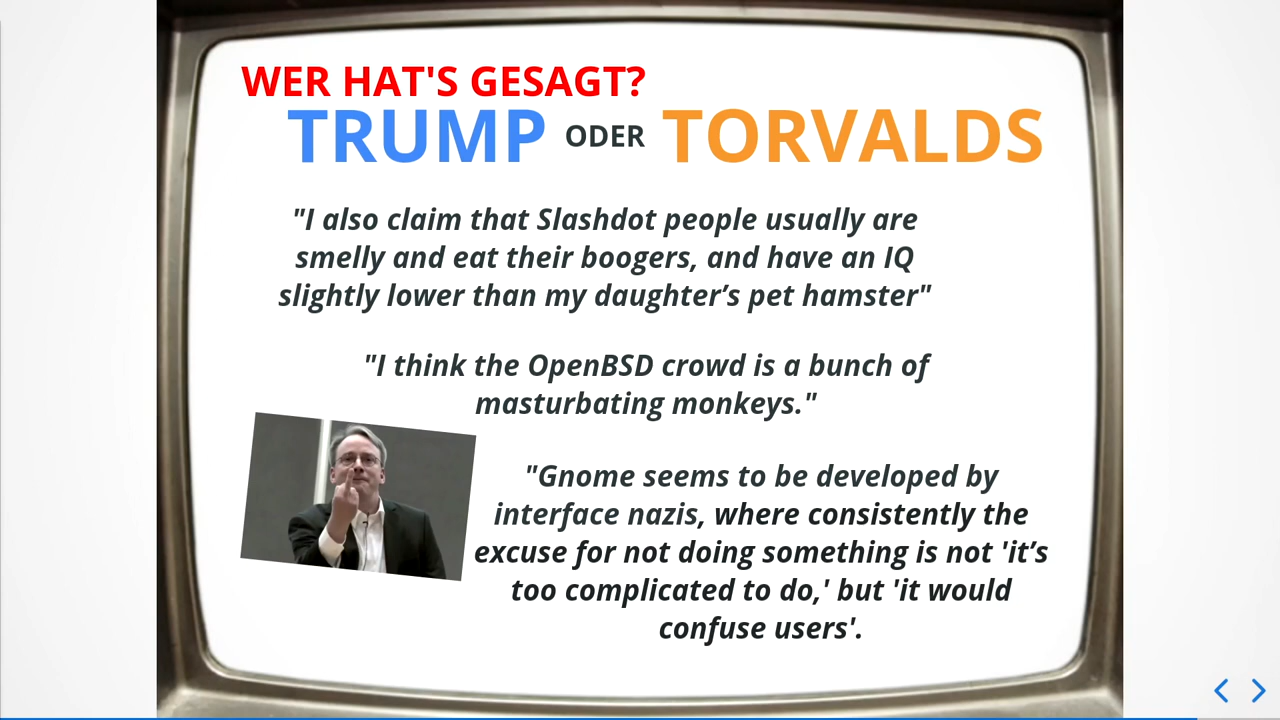 WER HAT'S GESAGT?
TRUMP ODER TORVALDS
"I also claim that Slashdot people usually are
smelly and eat their boogers, and have an IQ
slightly lower than my daughter’s pet hamster"
"I think the OpenBSD crowd is a bunch of
masturbating monkeys."
"Gnome seems to be developed by
interface nazis, where consistently the
excuse for not doing something is not 'it’s
too complicated to do,' but 'it would
confuse users'.